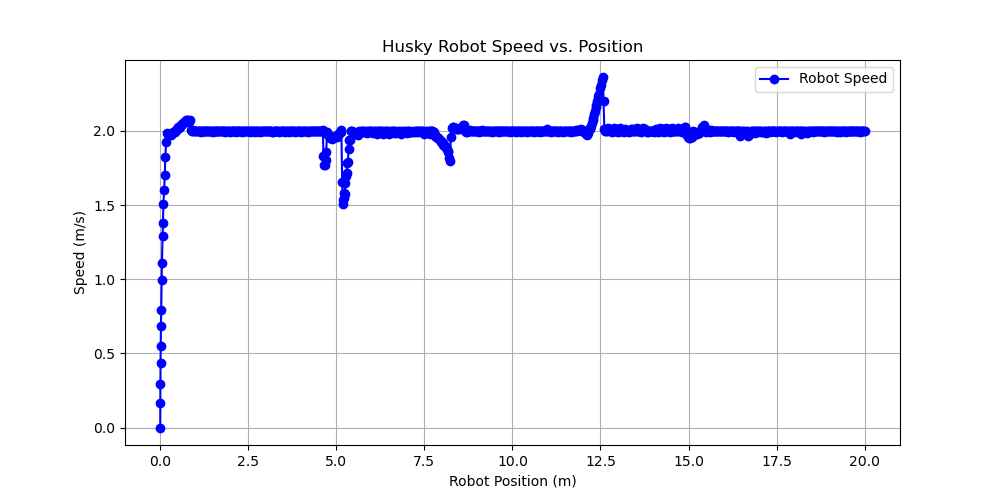 Husky Robot Speed vs. Position
Robot Speed
Speed (m/s)
2.0
1.5
1.0
0.5
0.0
0.0 2.5 5.0 7.5 10.0 12.5 15.0 17.5 20.0
Robot Position (m)